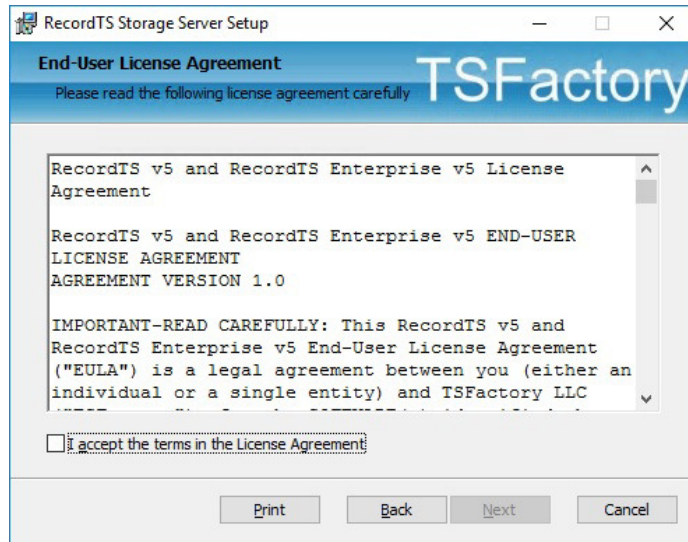 RecordTS Storage Server Setup
End-User License Agreement
Please read the following license agreement carefully
TSFactory
RecordTS v5 and RecordTS Enterprise v5 License
Agreement
RecordTS v5 and RecordTS Enterprise v5 END-USER
LICENSE AGREEMENT
AGREEMENT VERSION 1.0
IMPORTANT-READ CAREFULLY: This RecordTS v5 and
RecordTS Enterprise v5 End-User License Agreement
("EULA") is a legal agreement between you (either an
individual or a single entity) and TSFactory LLC
I accept the terms in the License Agreement
Print Back Next Cancel